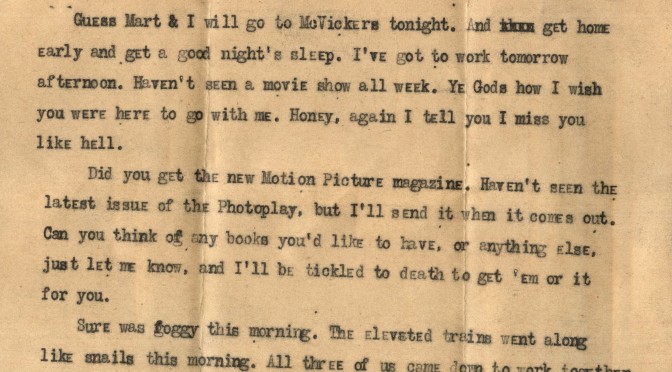 Guess Mart & I will go to McVickers tonight. And get home
early and get a good night's sleep. I've got to work tomorrow
afternoon. Haven't seen a movie show all week. Ye Gods how I wish
you were here to go with me. Honey, again I tell you I miss you
like hell.
Did you get the new Motion Picture magazine. Haven't seen the
latest issue of the Photoplay, but I'll send it when it comes out.
Can you think of any books you'd like to have, or anything else,
just let me know, and I'll be tickled to death to get 'em or it
for you.
Sure was foggy this morning. The eleveted trains went along
like snails this morning. All three of us came down to work together